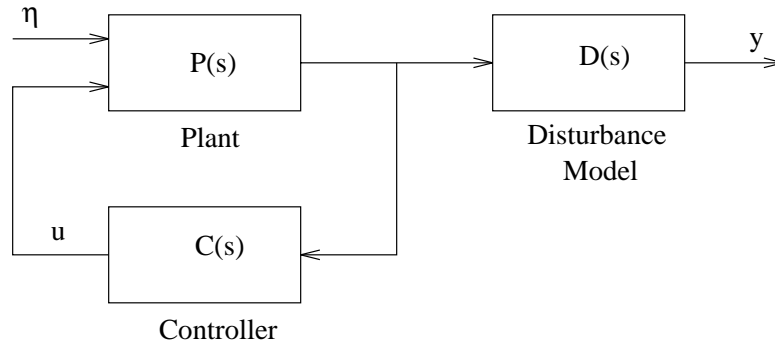 η
P(s)
Plant
D(s)
y
Disturbance
Model
u
C(s)
Controller